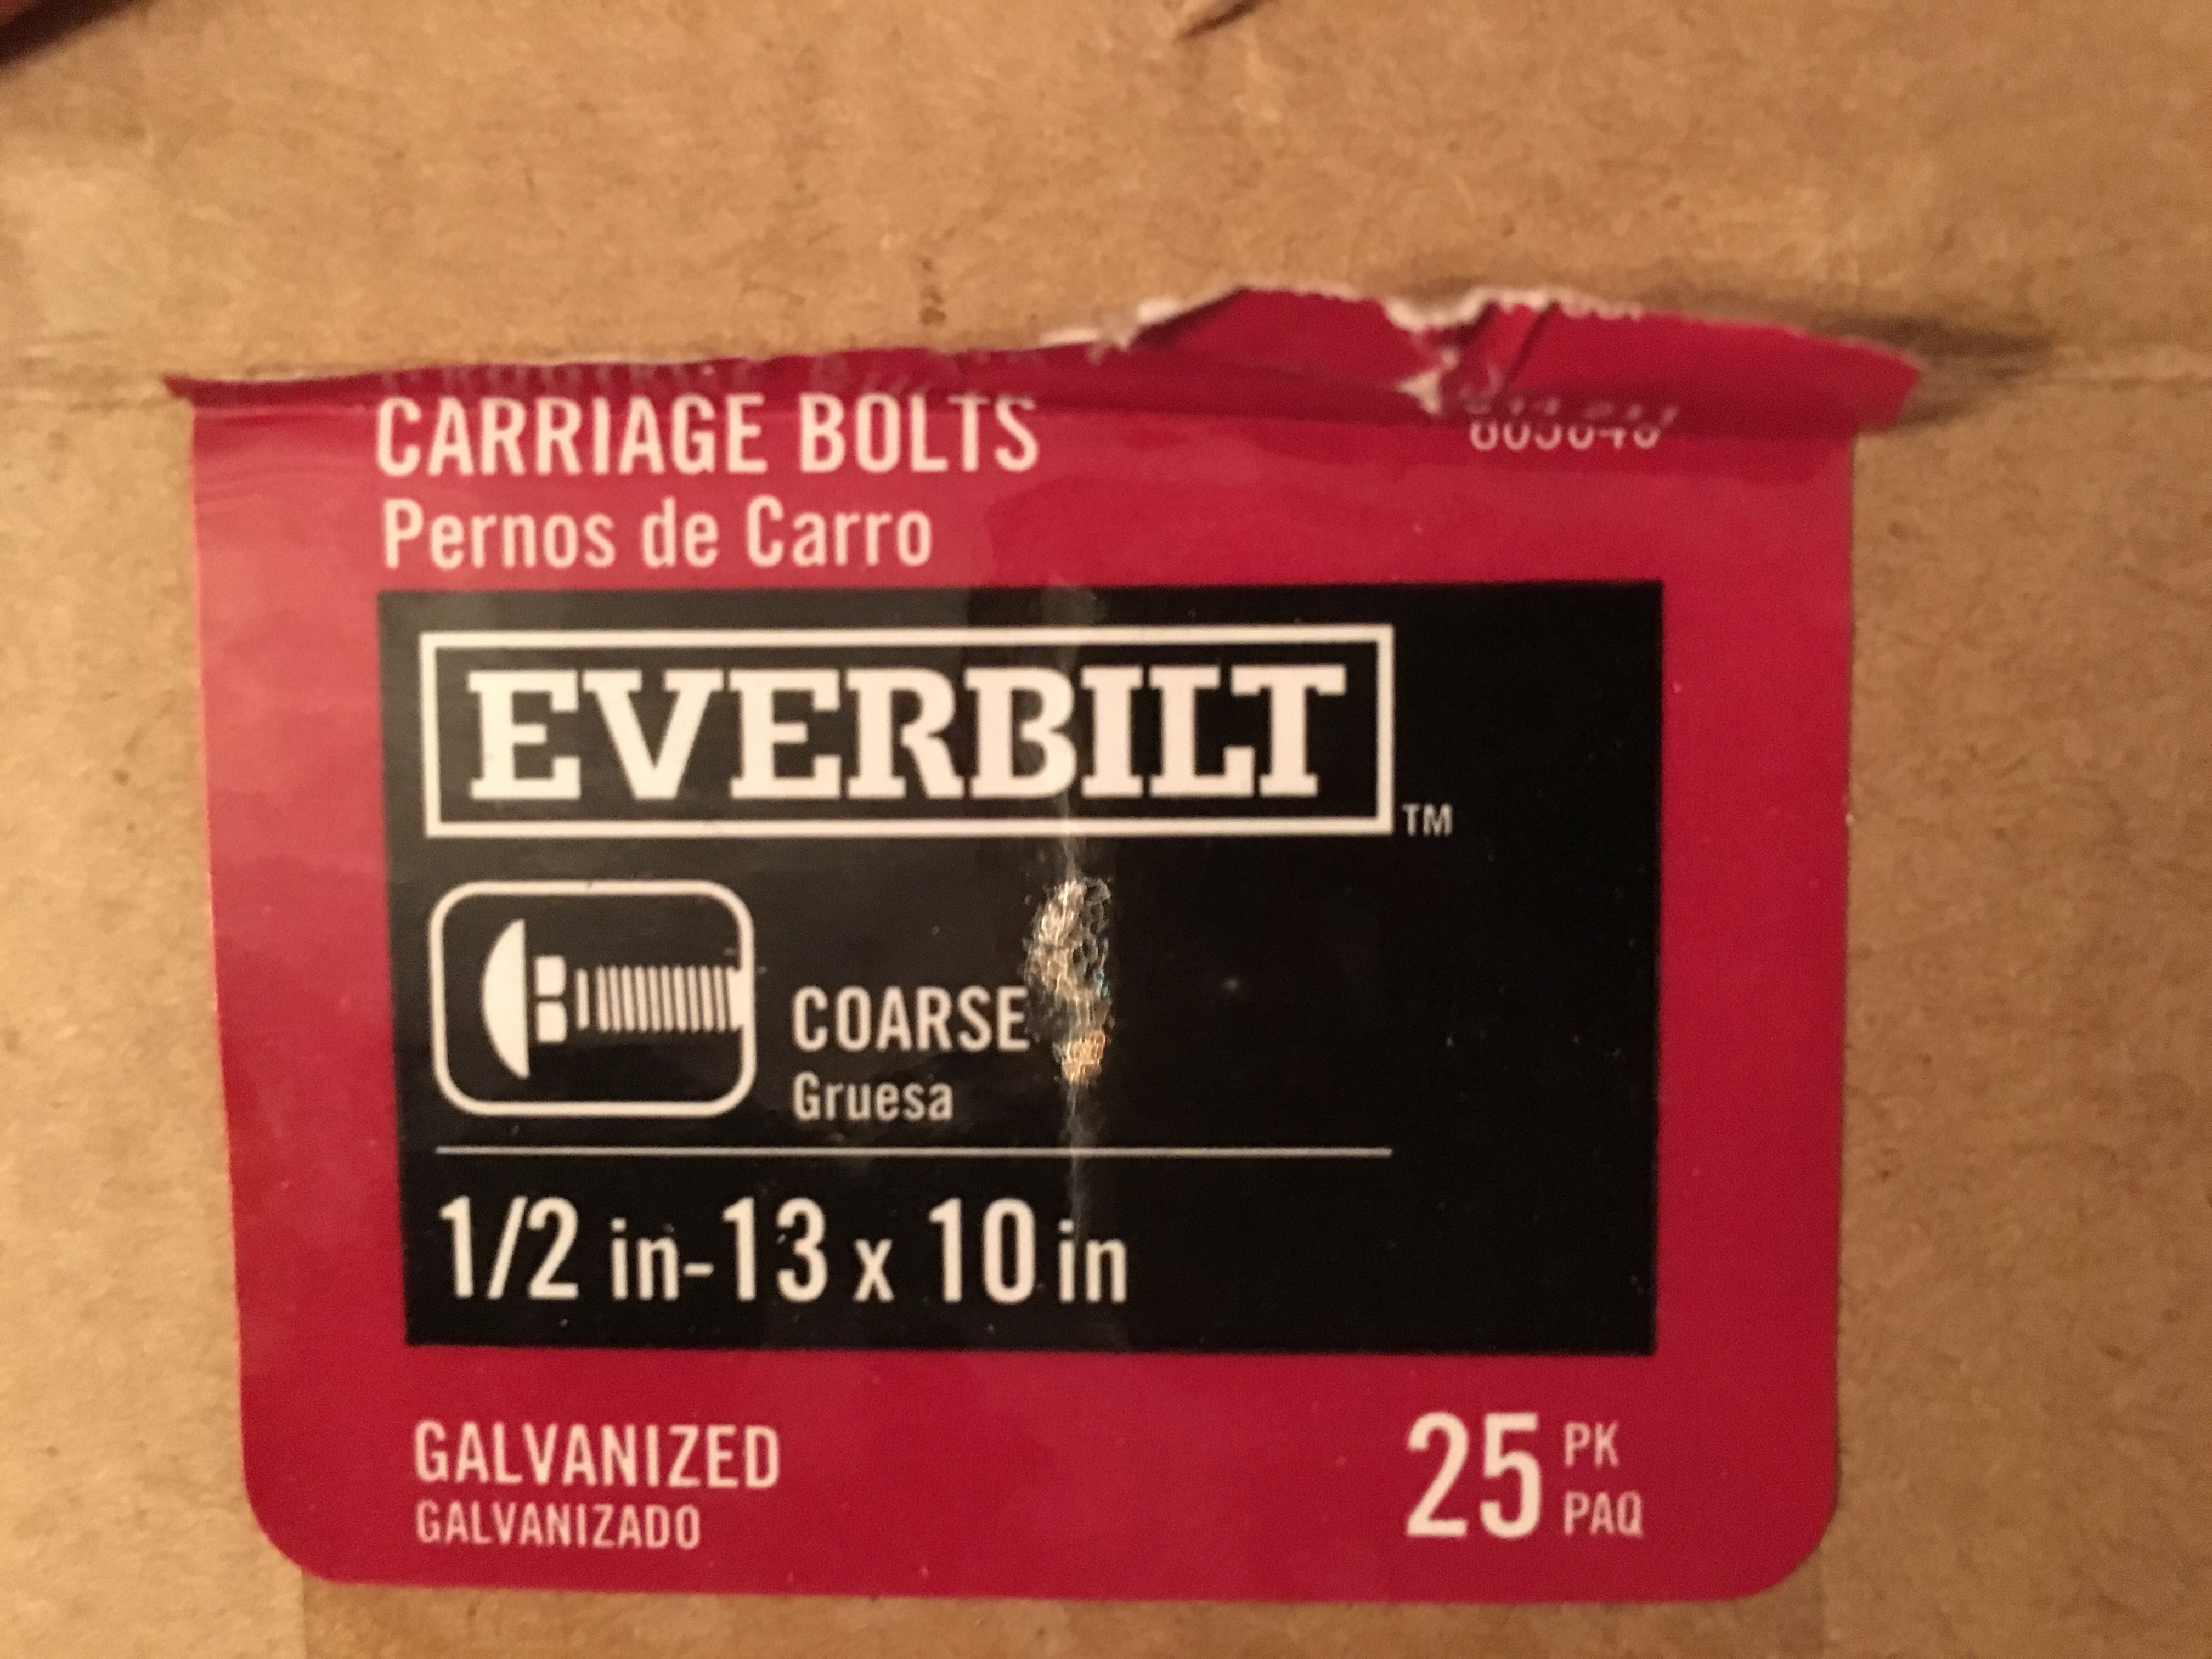 CARRIAGE BOLTS
Pernos de Carro
EVERBILT
TM
COARSE
Gruesa
1/2 in-13 x 10 in
GALVANIZED
GALVANIZADO
25 PK
PAQ